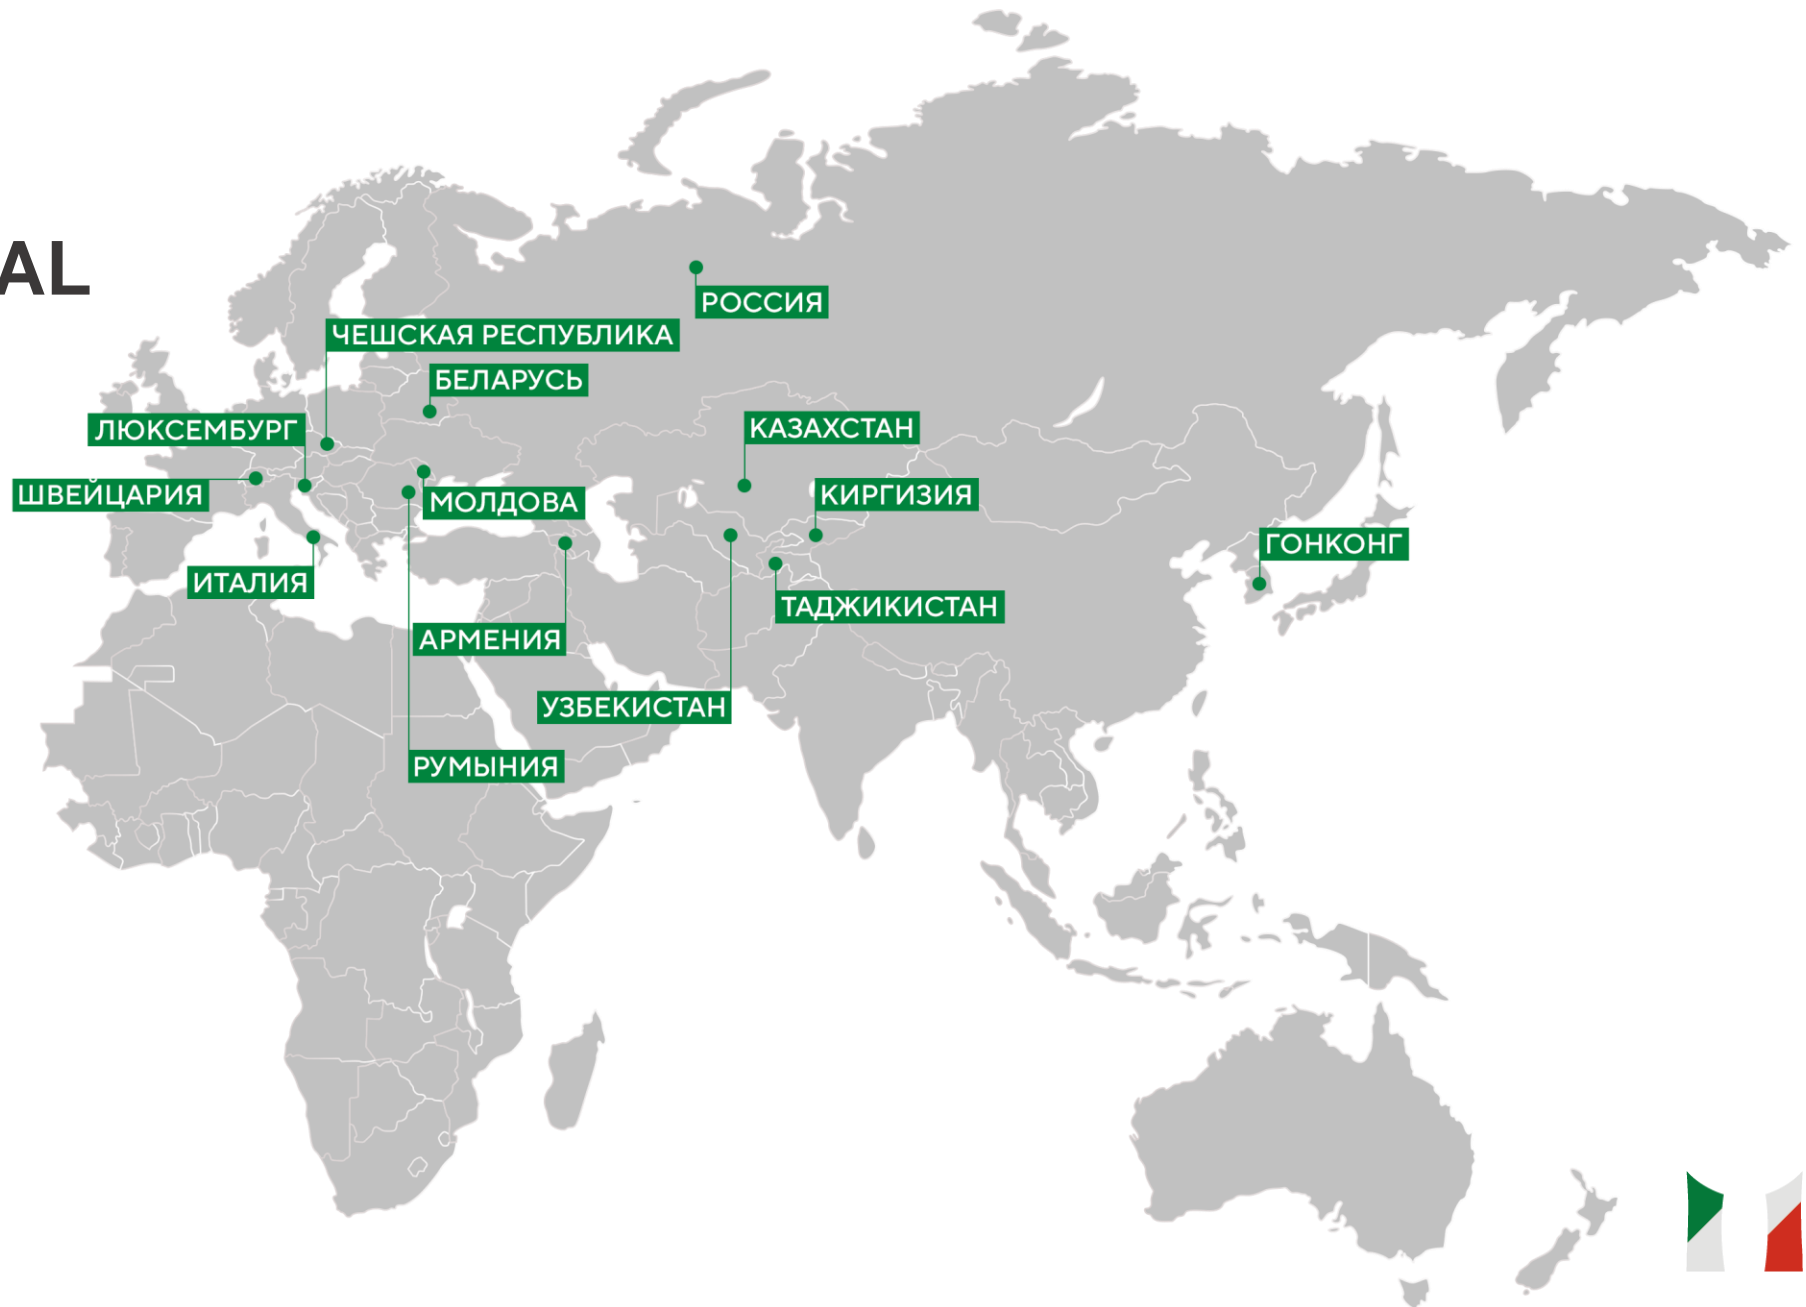 AL
РОССИЯ
ЧЕШСКАЯ РЕСПУБЛИКА
БЕЛАРУСЬ
ЛЮКСЕМБУРГ
КАЗАХСТАН
ШВЕЙЦАРИЯ
МОЛДОВА
КИРГИЗИЯ
ГОНКОНГ
ИТАЛИЯ
ТАДЖИКИСТАН
АРМЕНИЯ
УЗБЕКИСТАН
РУМЫНИЯ